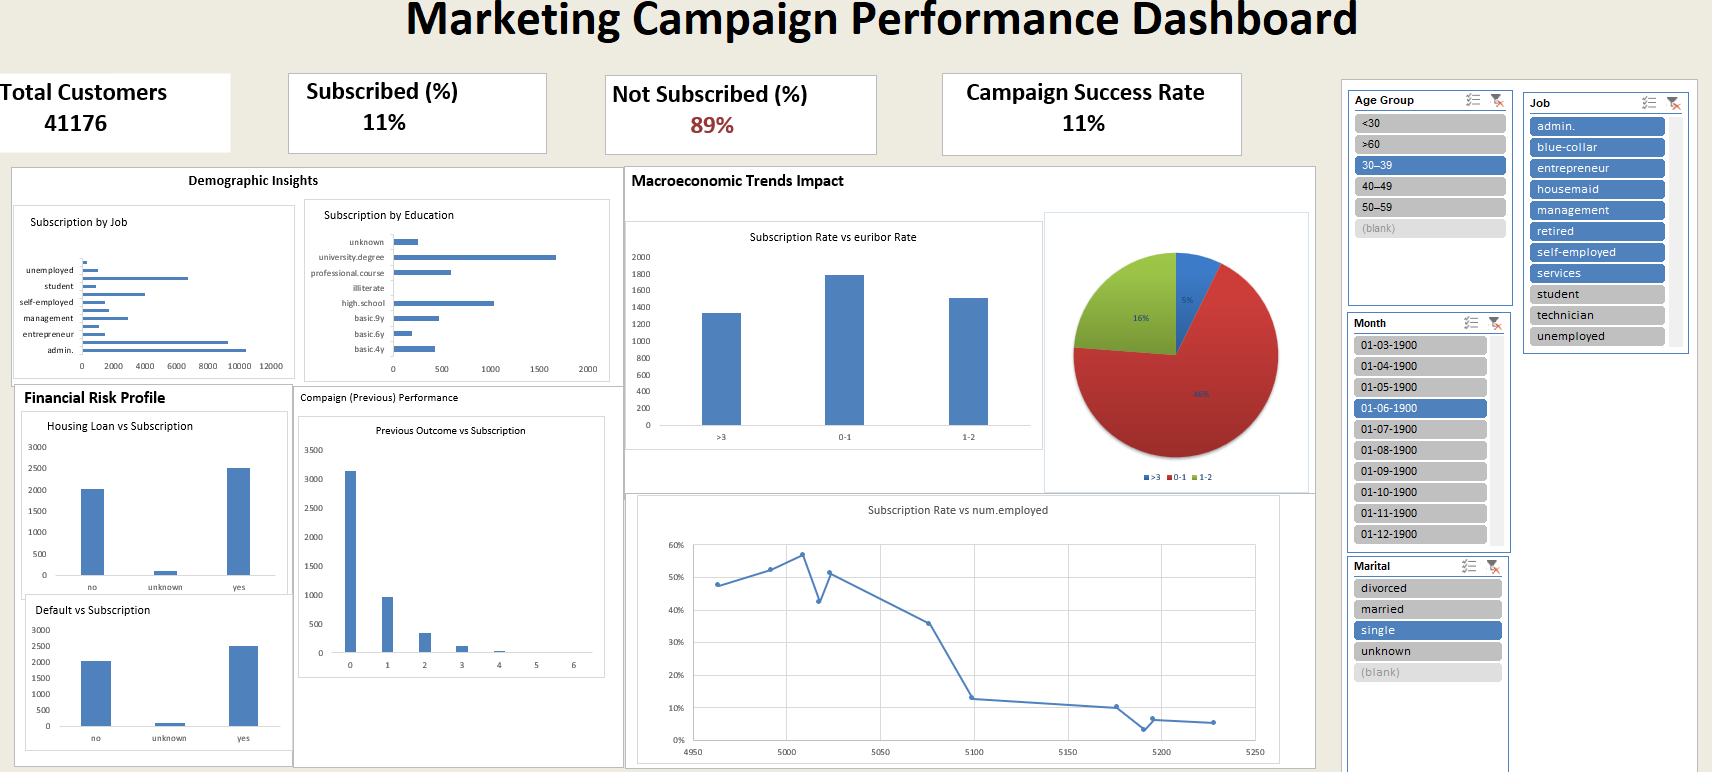 Marketing Campaign Performance Dashboard
Total Customers
41176
Subscribed (%)
11%
Not Subscribed (%)
89%
Campaign Success Rate
11%
Demographic Insights
Subscription by Job
unemployed
student
self-employed
management
entrepreneur
admin.
0 2000 4000 6000 8000 10000 12000
Subscription by Education
unknown
university.degree
professional.course
illiterate
high.school
basic.9y
basic.6y
basic.4y
0 500 1000 1500 2000
Financial Risk Profile
Housing Loan vs Subscription
3000
2500
2000
1500
1000
500
0
no unknown yes
Default vs Subscription
3000
2500
2000
1500
1000
500
0
no unknown yes
Compaign (Previous) Performance
Previous Outcome vs Subscription
3500
3000
2500
2000
1500
1000
500
0
0 1 2 3 4 5 6
Macroeconomic Trends Impact
Subscription Rate vs euribor Rate
2000
1800
1600
1400
1200
1000
800
600
400
200
0
>3 0-1 1-2
5%
16%
46%
>3 0-1 1-2
Subscription Rate vs num.employed
60%
50%
40%
30%
20%
10%
0%
4950 5000 5050 5100 5150 5200 5250
Age Group
<30
>60
30–39
40–49
50–59
(blank)
Job
admin.
blue-collar
entrepreneur
housemaid
management
retired
self-employed
services
student
technician
unemployed
Month
01-03-1900
01-04-1900
01-05-1900
01-06-1900
01-07-1900
01-08-1900
01-09-1900
01-10-1900
01-11-1900
01-12-1900
Marital
divorced
married
single
unknown
(blank)